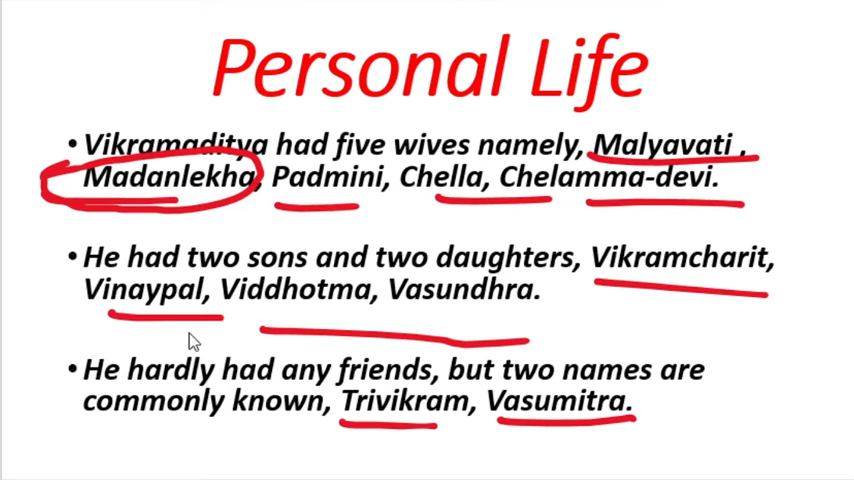 Personal Life
• Vikramaditya had five wives namely, Malyavati ,
Madanlekha, Padmini, Chella, Chelamma-devi.
• He had two sons and two daughters, Vikramcharit,
Vinaypal, Viddhotma, Vasundhra.
• He hardly had any friends, but two names are
commonly known, Trivikram, Vasumitra.